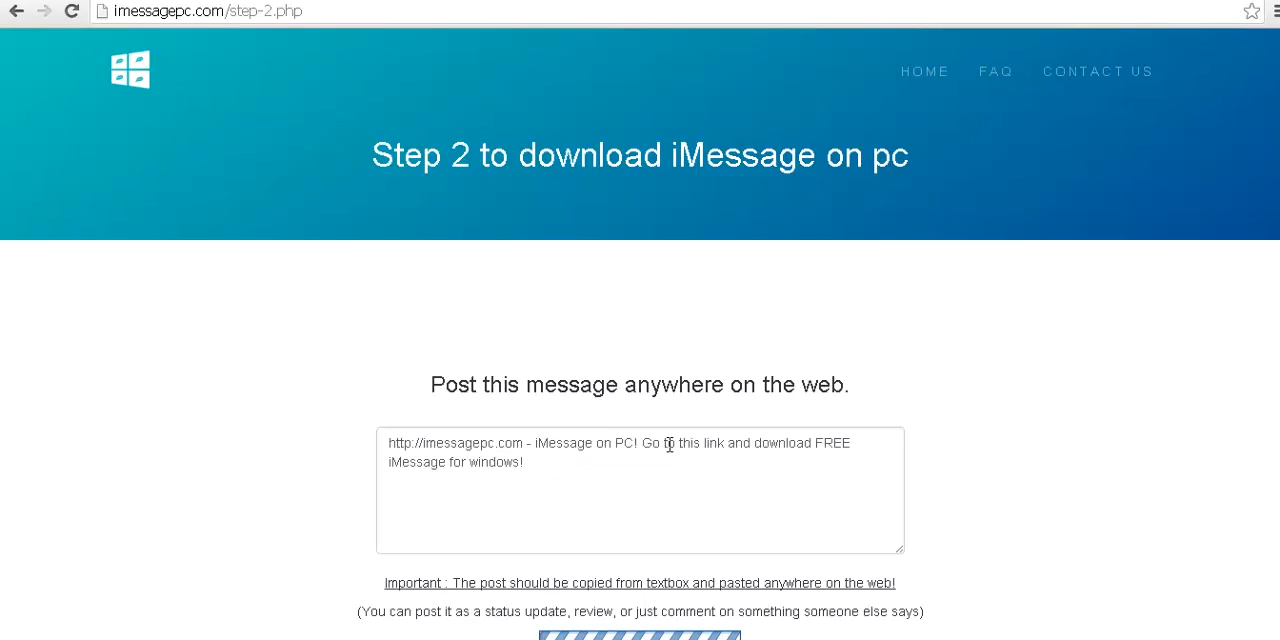 imessagepc.com/step-2.php
HOME FAQ CONTACT US
Step 2 to download iMessage on pc
Post this message anywhere on the web.
http://imessagepc.com - iMessage on PC! Go to this link and download FREE
iMessage for windows!
Important : The post should be copied from textbox and pasted anywhere on the web!
(You can post it as a status update, review, or just comment on something someone else says)